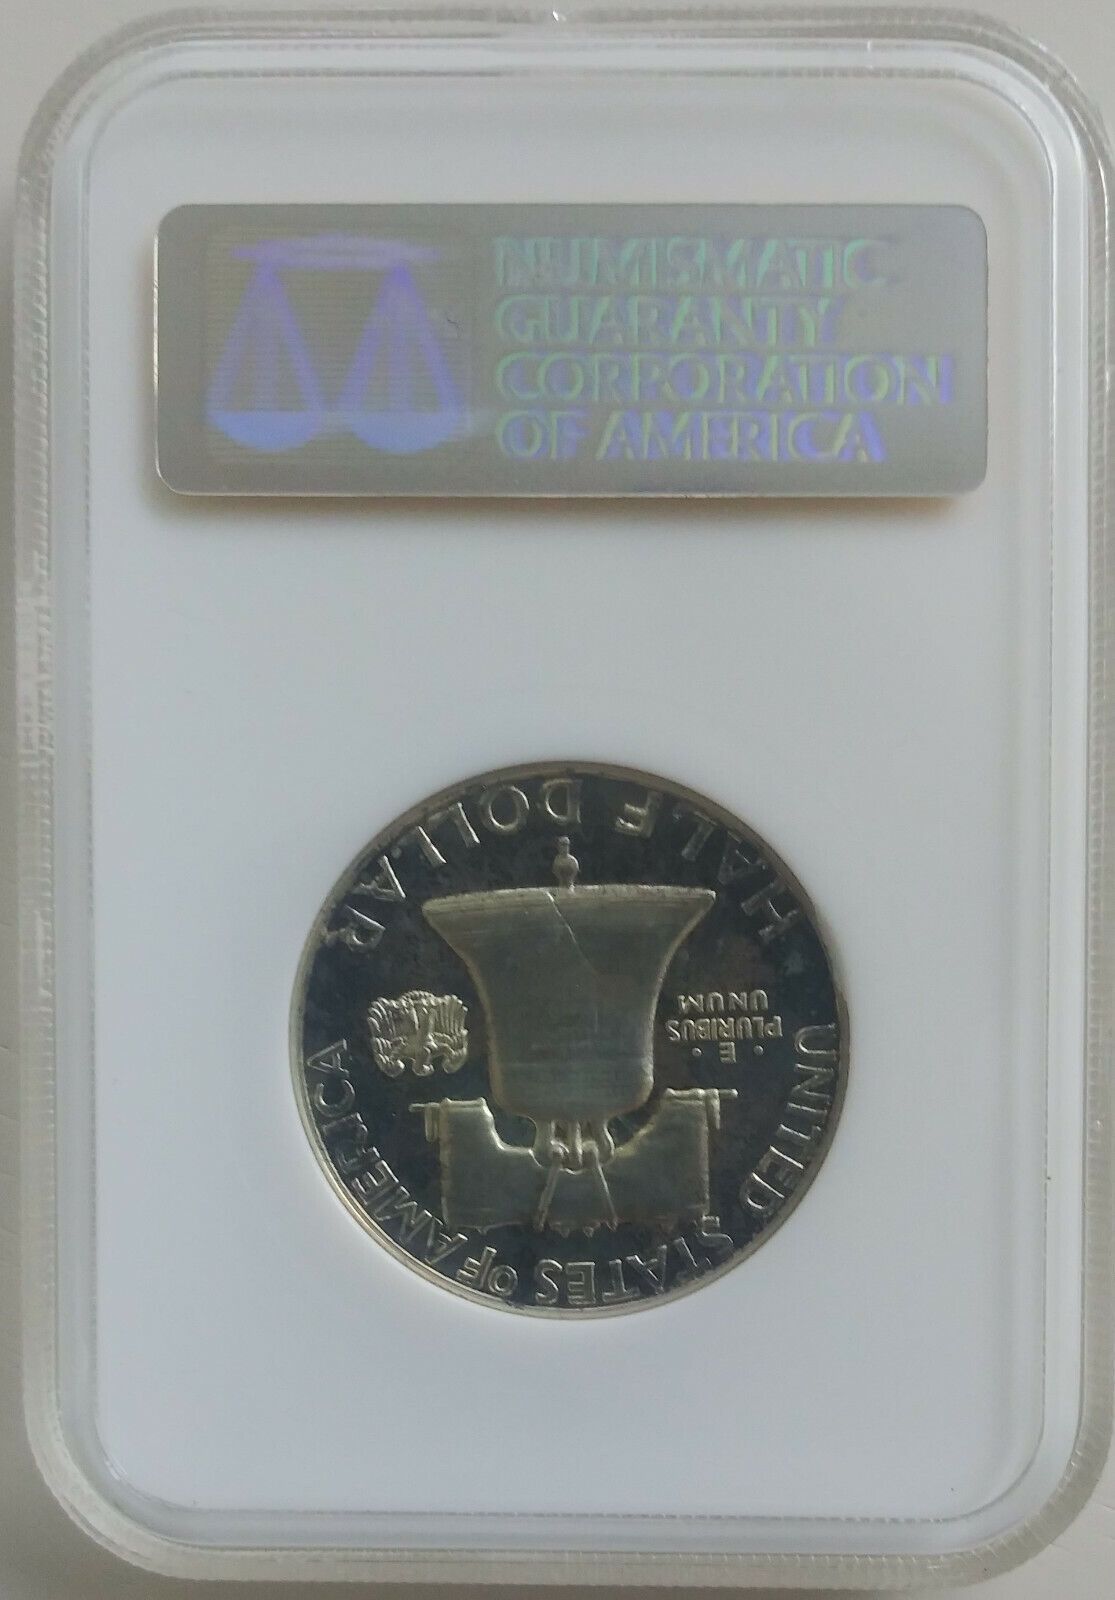 NUMISMATIC
GUARANTY
CORPORATION
OF AMERICA
UNITED STATES OF AMERICA
E
·PLURIBUS·
UNUM
HALF DOLLAR